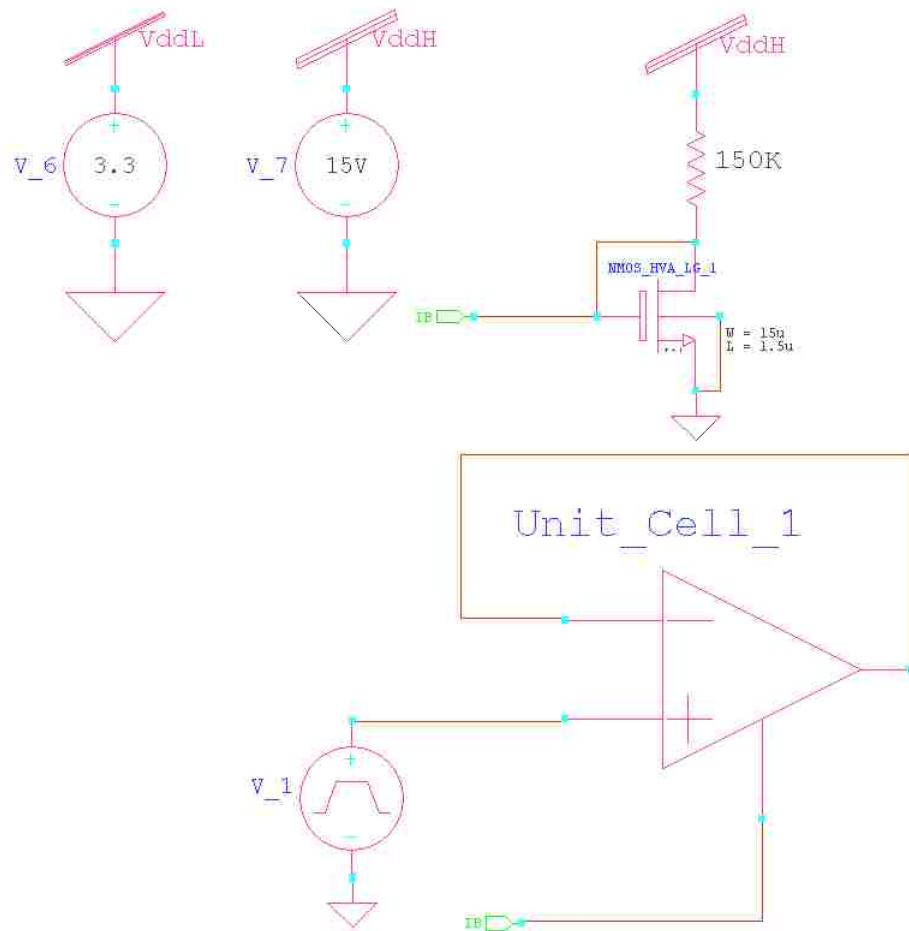 VddL
VddH
VddH
V_6
3.3
V_7
15V
150K
NMOS_HVA_LG_1
IB
W = 15u
L = 1.5u
Unit_Cell_1
V_1
IB